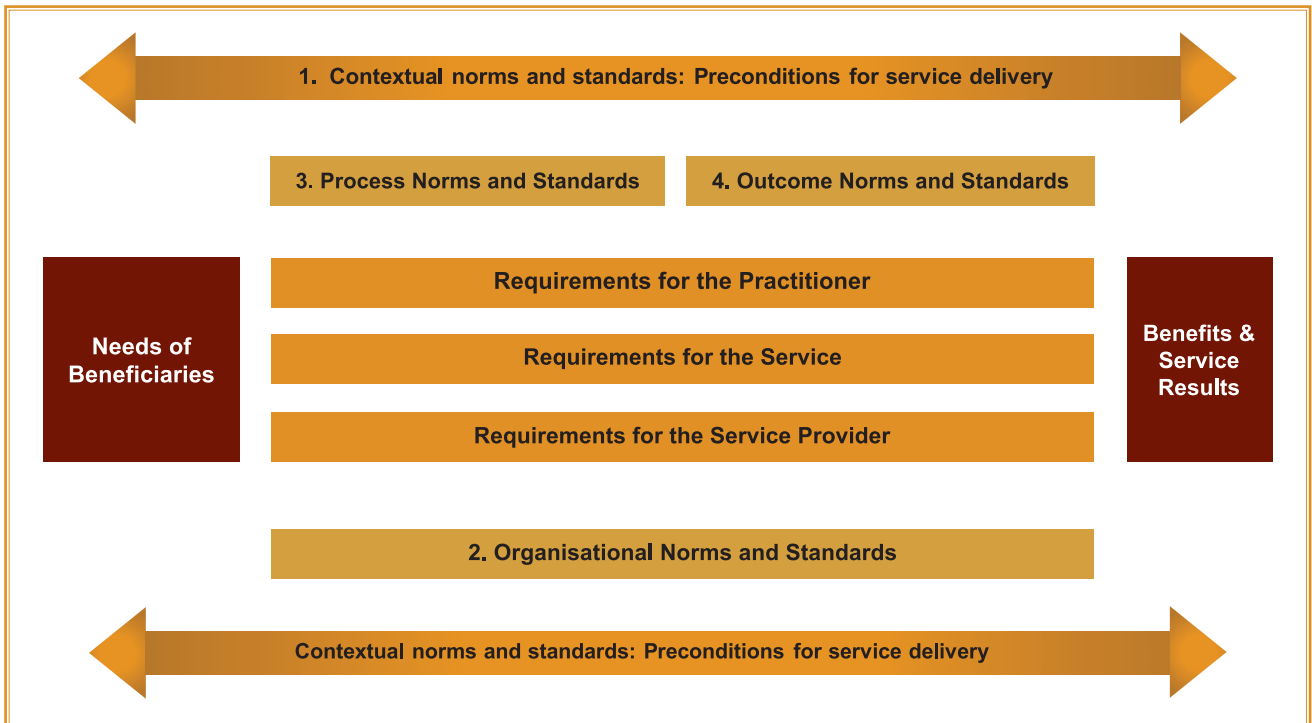 1. Contextual norms and standards: Preconditions for service delivery
3. Process Norms and Standards
4. Outcome Norms and Standards
Needs of
Beneficiaries
Requirements for the Practitioner
Requirements for the Service
Requirements for the Service Provider
Benefits &
Service
Results
2. Organisational Norms and Standards
Contextual norms and standards: Preconditions for service delivery